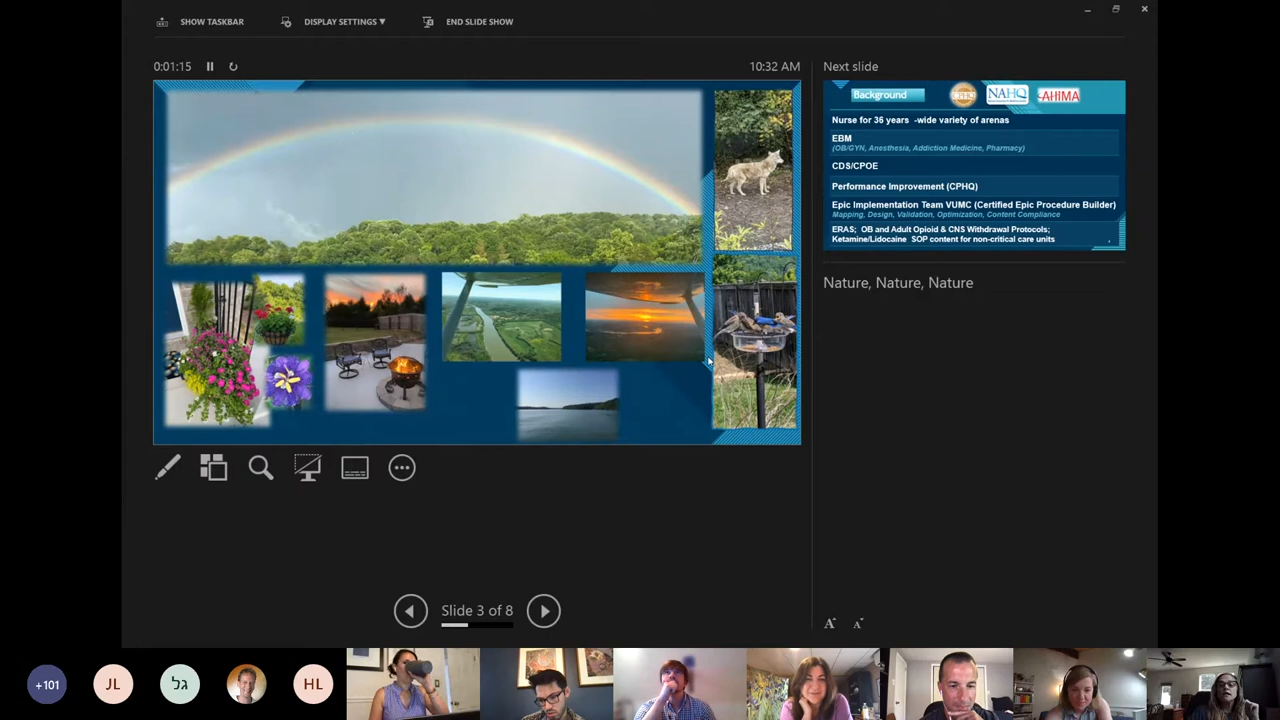 SHOW TASKBAR
DISPLAY SETTINGS ▼
END SLIDE SHOW
0:01:15
10:32 AM
Next slide
Background
CPHQ
NAHQ
AHIMA
Nurse for 36 years -wide variety of arenas
EBM
(OB/GYN, Anesthesia, Addiction Medicine, Pharmacy)
CDS/CPOE
Performance Improvement (CPHQ)
Epic Implementation Team VUMC (Certified Epic Procedure Builder)
Mapping, Design, Validation, Optimization, Content Compliance
ERAS; OB and Adult Opioid & CNS Withdrawal Protocols;
Ketamine/Lidocaine SOP content for non-critical care units
Nature, Nature, Nature
Slide 3 of 8
A
A
+101
JL
גל
HL